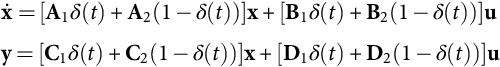 ẋ = [A₁δ(t) + A₂(1 − δ(t))]x + [B₁δ(t) + B₂(1 − δ(t))]u
y = [C₁δ(t) + C₂(1 − δ(t))]x + [D₁δ(t) + D₂(1 − δ(t))]u